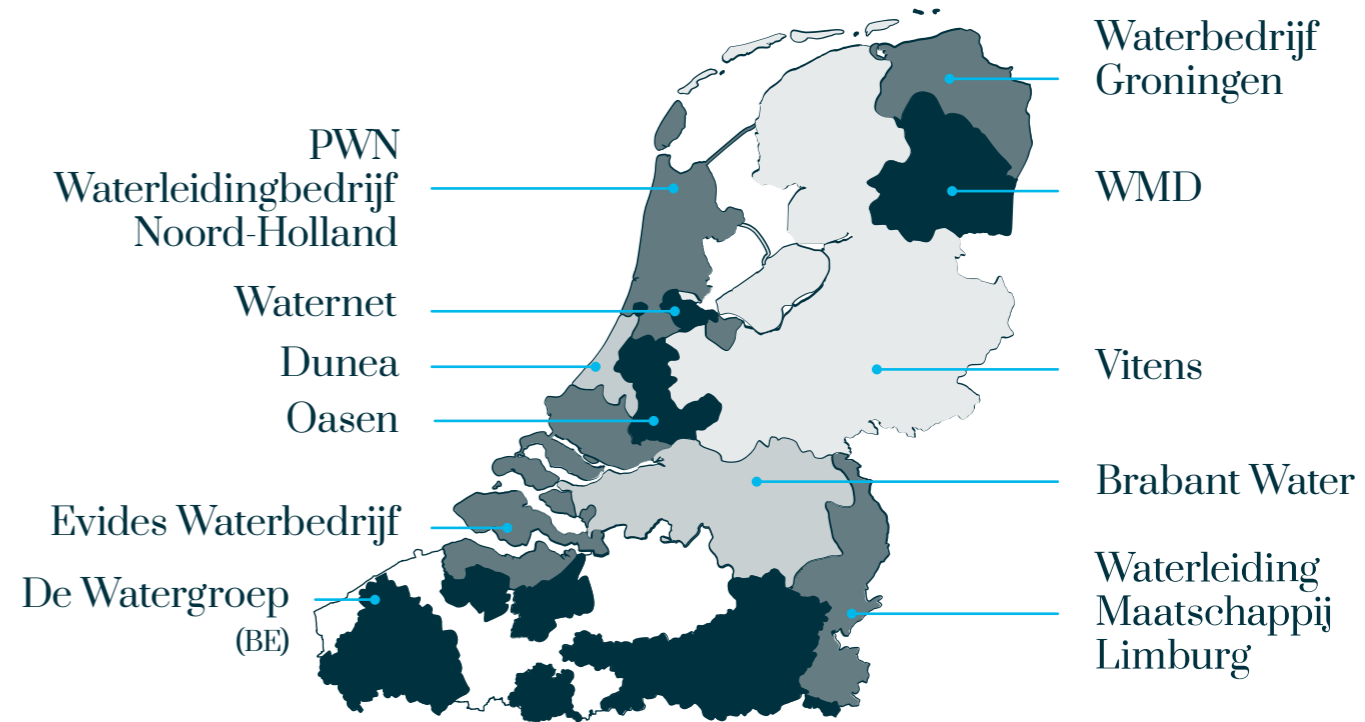 PWN
Waterleidingbedrijf
Noord-Holland
Waternet
Dunea
Oasen
Evides Waterbedrijf
De Watergroep
(BE)
Waterbedrijf
Groningen
WMD
Vitens
Brabant Water
Waterleiding
Maatschappij
Limburg